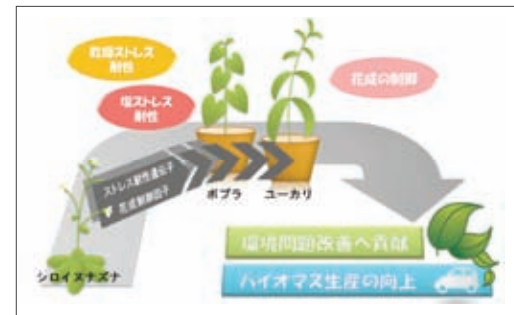 乾燥ストレス
耐性
塩ストレス
耐性
花成の制御
ストレス耐性遺伝子
花成制御因子
ポプラ
ユーカリ
シロイヌナズナ
環境問題改善へ貢献
バイオマス生産の向上